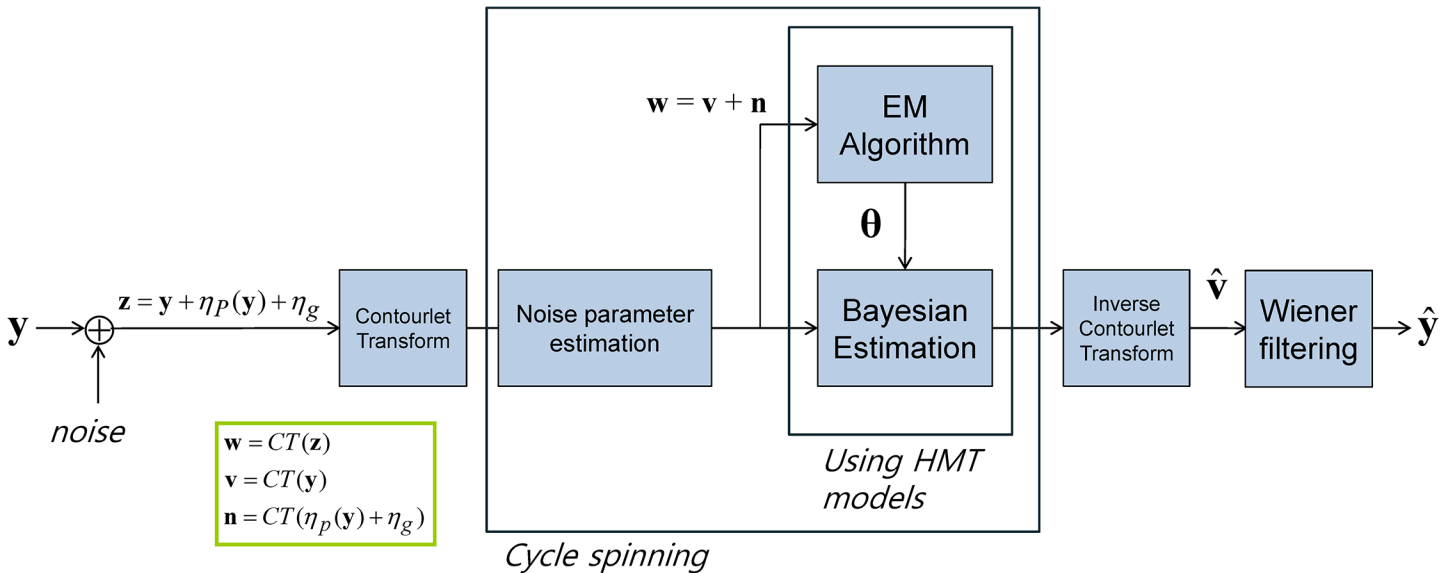 w = v + n
EM
Algorithm
θ
y
z = y + η_P(y) + η_g
noise
Contourlet
Transform
Noise parameter
estimation
Bayesian
Estimation
Inverse
Contourlet
Transform
v̂
Wiener
filtering
ŷ
w = CT(z)
v = CT(y)
n = CT(η_p(y) + η_g)
Using HMT
models
Cycle spinning